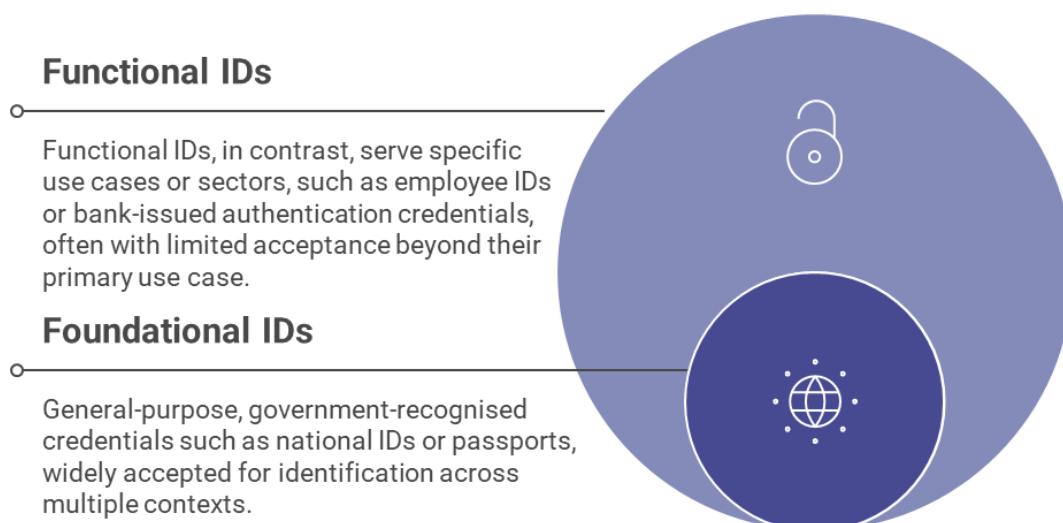 Functional IDs
Functional IDs, in contrast, serve specific
use cases or sectors, such as employee IDs
or bank-issued authentication credentials,
often with limited acceptance beyond their
primary use case.
Foundational IDs
General-purpose, government-recognised
credentials such as national IDs or passports,
widely accepted for identification across
multiple contexts.